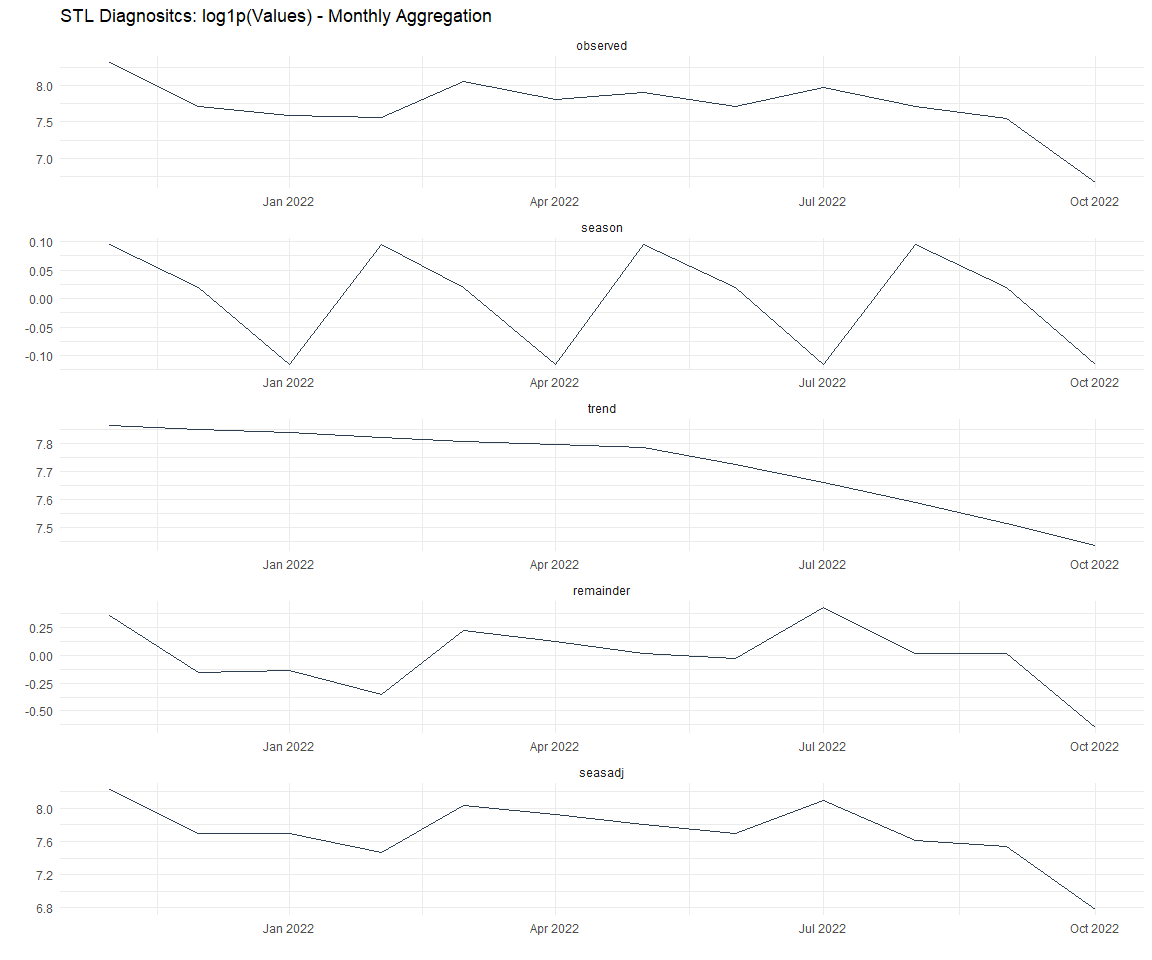 STL Diagnositcs: log1p(Values) - Monthly Aggregation
observed
8.0
7.5
7.0
Jan 2022 Apr 2022 Jul 2022 Oct 2022
season
0.10
0.05
0.00
-0.05
-0.10
Jan 2022 Apr 2022 Jul 2022 Oct 2022
trend
7.8
7.7
7.6
7.5
Jan 2022 Apr 2022 Jul 2022 Oct 2022
remainder
0.25
0.00
-0.25
-0.50
Jan 2022 Apr 2022 Jul 2022 Oct 2022
seasadj
8.0
7.6
7.2
6.8
Jan 2022 Apr 2022 Jul 2022 Oct 2022